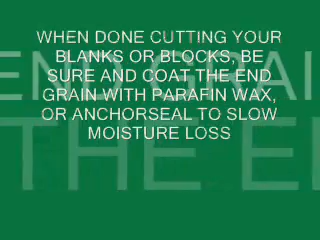 WHEN DONE CUTTING YOUR
BLANKS OR BLOCKS, BE
SURE AND COAT THE END
GRAIN WITH PARAFIN WAX,
OR ANCHORSEAL TO SLOW
MOISTURE LOSS